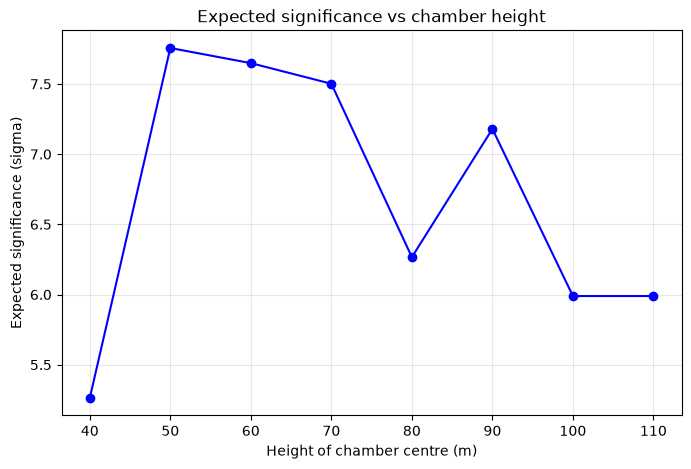 Expected significance vs chamber height
Expected significance (sigma)
7.5
7.0
6.5
6.0
5.5
40 50 60 70 80 90 100 110
Height of chamber centre (m)